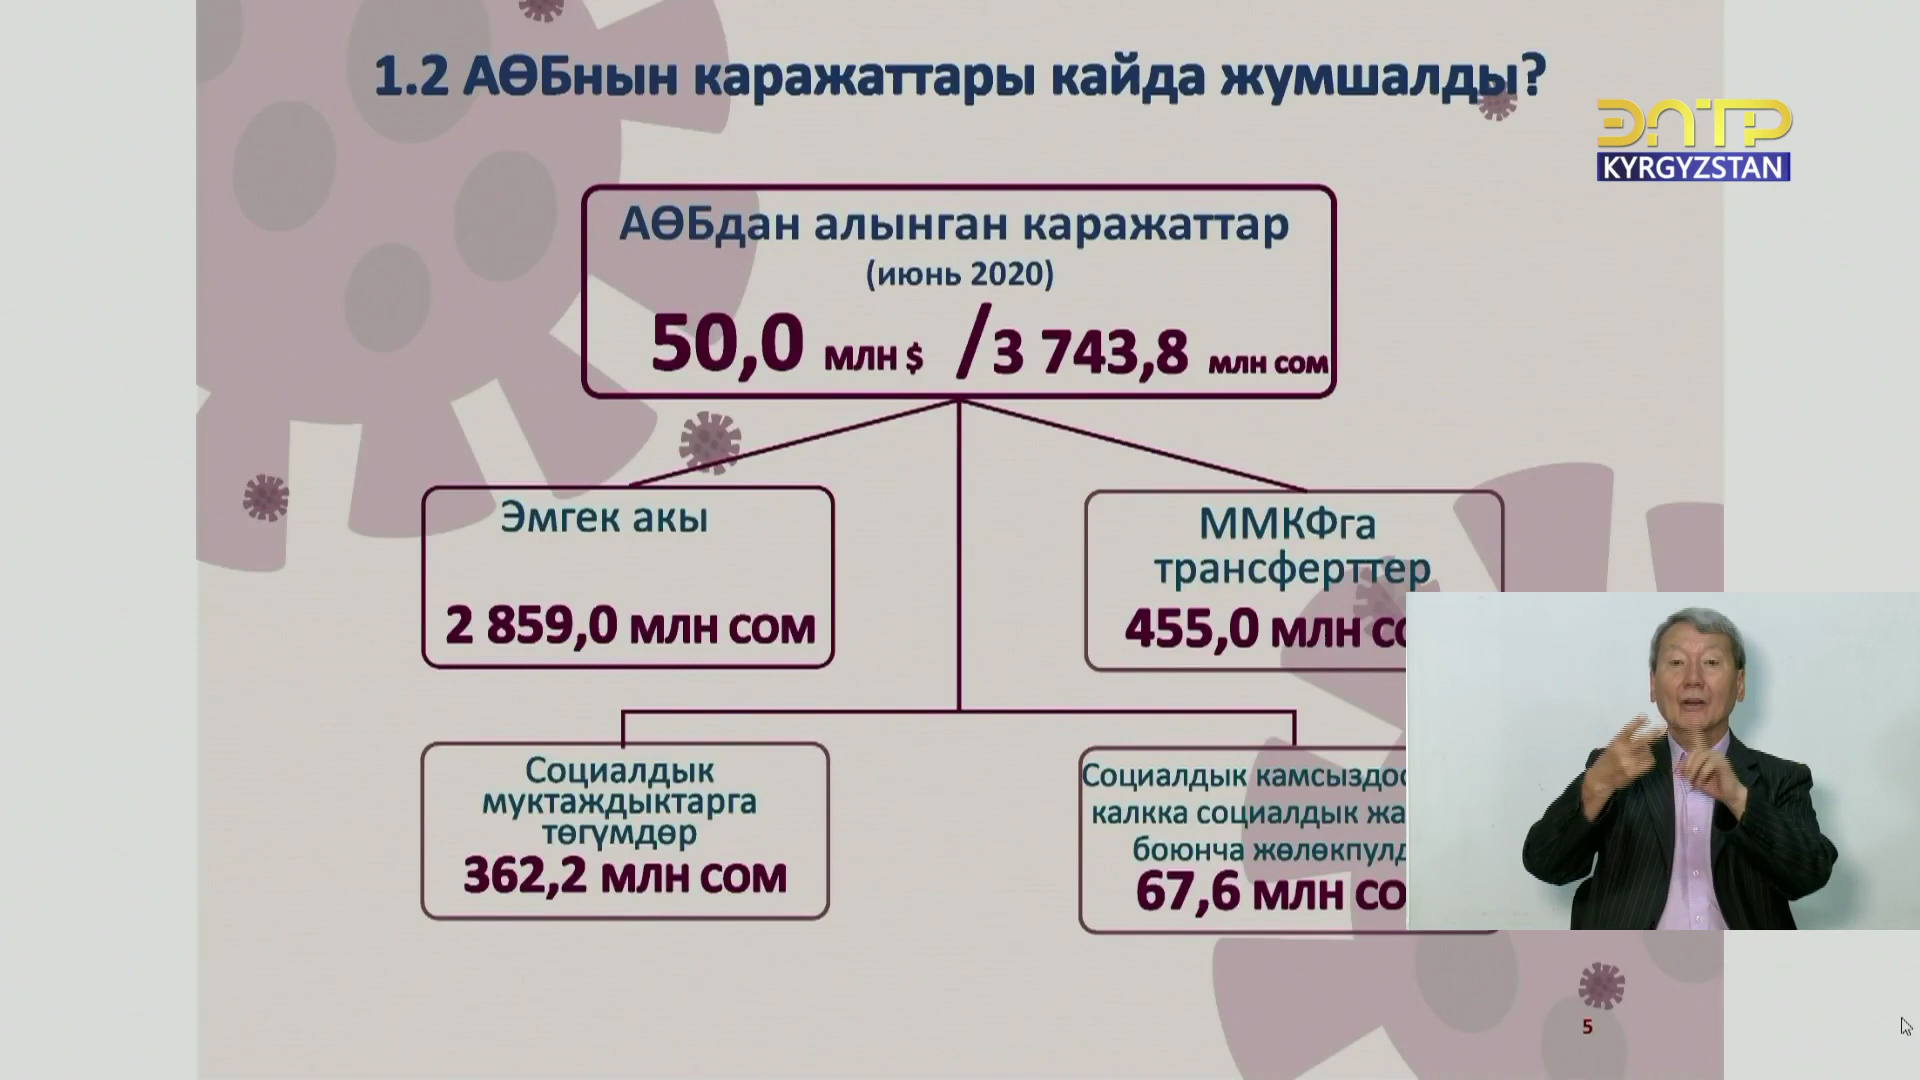 1.2 АӨБнын каражаттары кайда жумшалды?
ЭЛТР
KYRGYZSTAN
АӨБдан алынган каражаттар
(июнь 2020)
50,0 млн $ / 3 743,8 млн сом
Эмгек акы
2 859,0 млн сом
ММКФга
трансферттер
455,0 млн
Социалдык
муктаждыктарга
төгүмдөр
362,2 млн сом
Социалдык
калкка социалдык
боюнча
67,6 млн
5